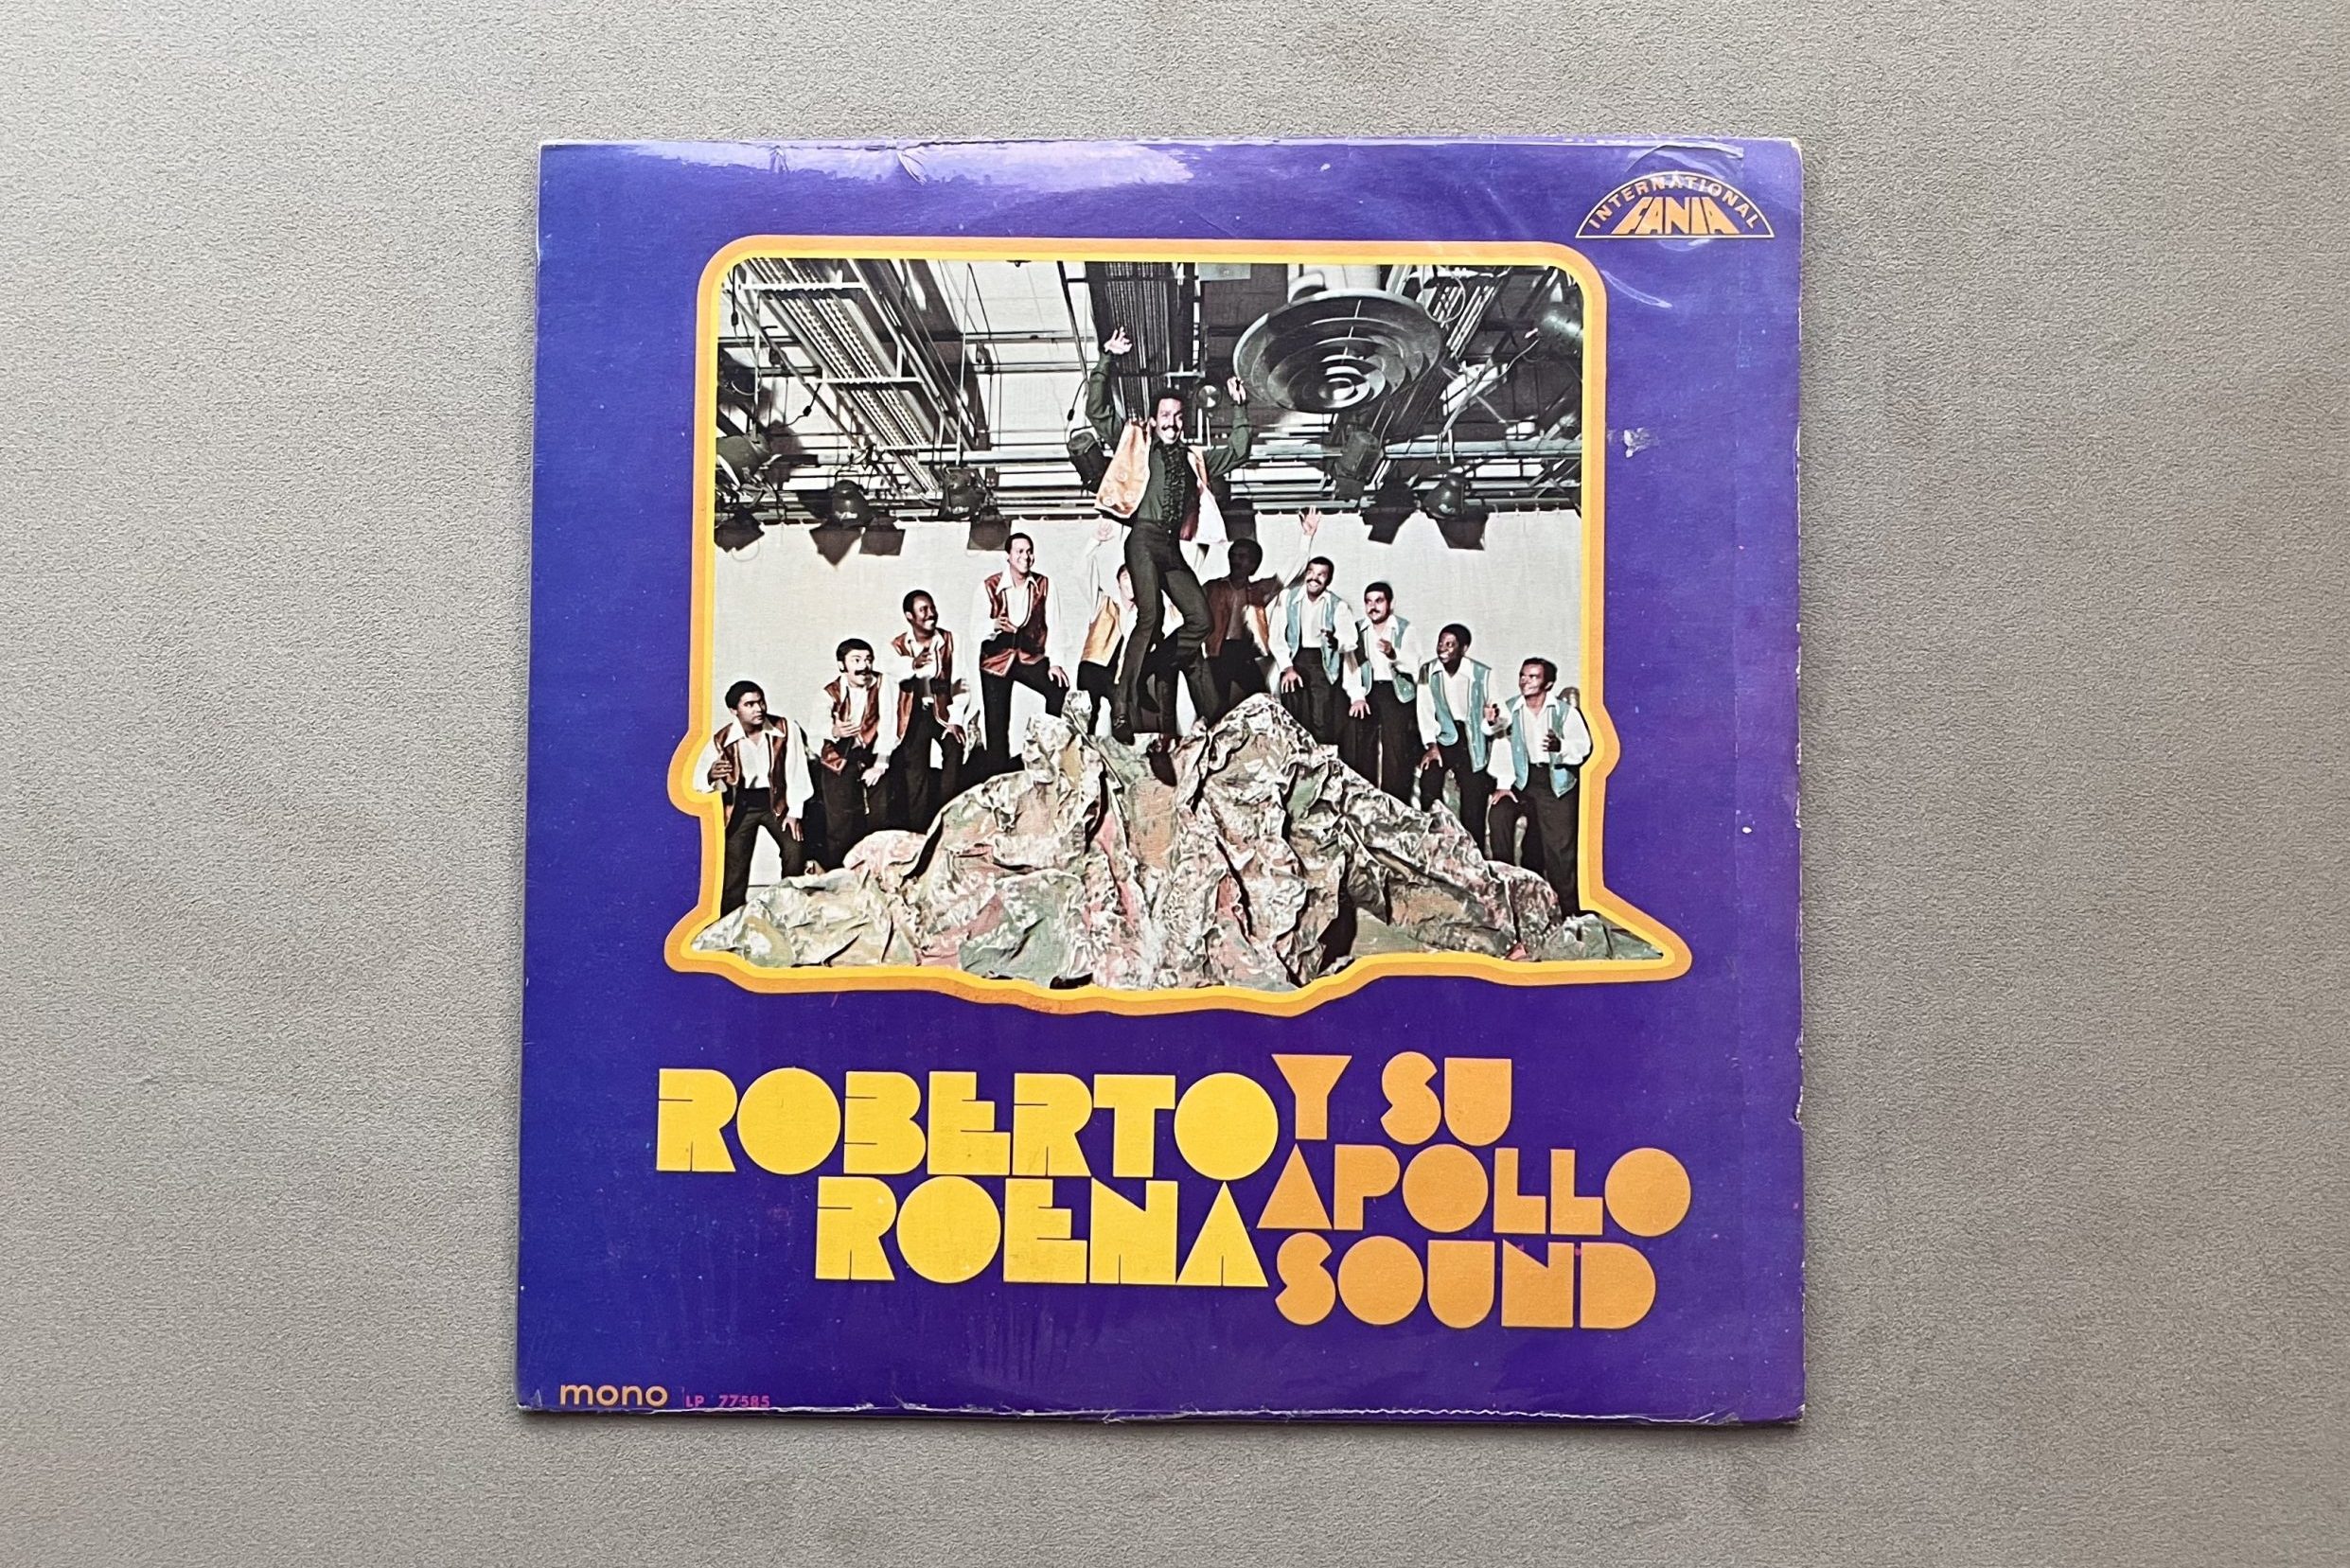 INTERNATIONAL
FANIA
ROBERTO
ROENA
Y SU
APOLLO
SOUND
mono LP 77585